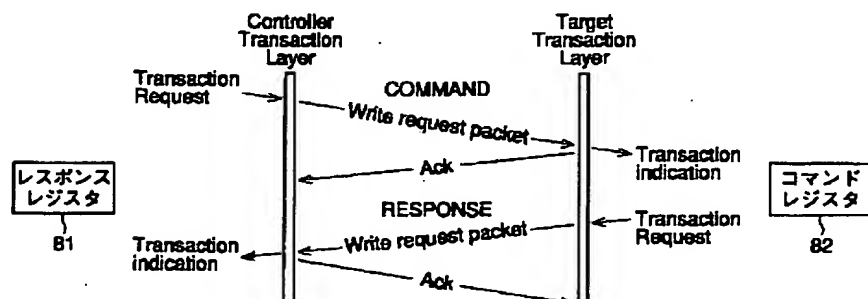 Controller
Transaction
Layer
Target
Transaction
Layer
Transaction
Request
COMMAND
Write request packet
Ack
Transaction
indication
レスポンス
レジスタ
81
RESPONSE
Transaction
Request
コマンド
レジスタ
82
Write request packet
Transaction
indication
Ack